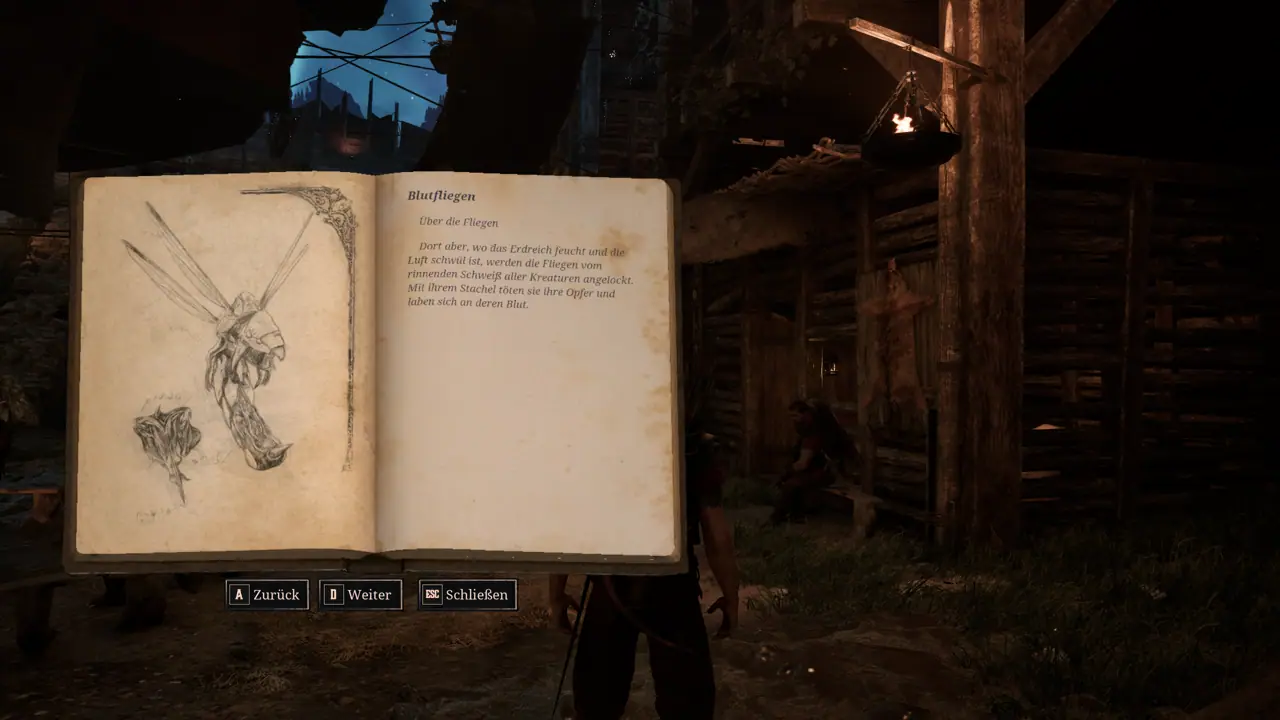 Blutfliegen
Über die Fliegen
Dort aber, wo das Erdreich feucht und die
Luft schwül ist, werden die Fliegen vom
rinnenden Schweiß aller Kreaturen angelockt.
Mit ihrem Stachel töten sie ihre Opfer und
laben sich an deren Blut.
A Zurück
D Weiter
ESC Schließen